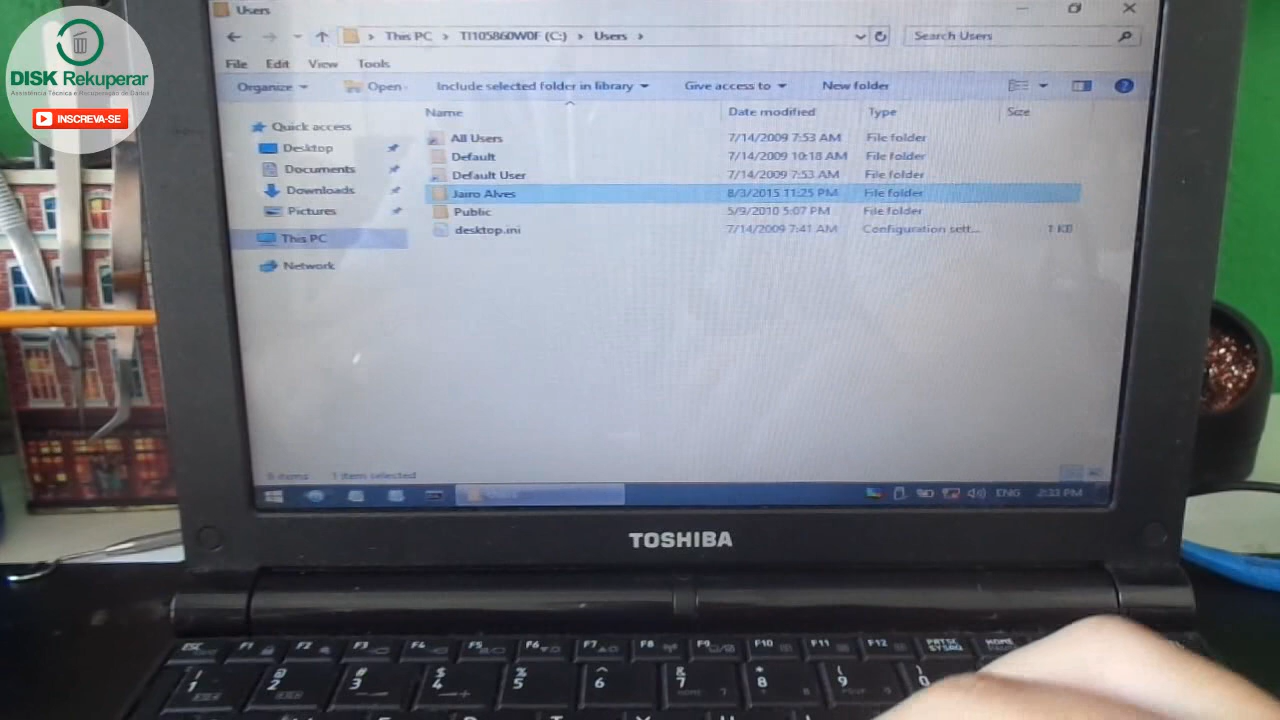 DISK Rekuperar
Assistência Técnica e Recuperação de Dados
INSCREVA-SE
Users
This PC > TI105860W0F (C:) > Users >
Search Users
File Edit View Tools
Organize Open Include selected folder in library Give access to New folder
Name Date modified Type Size
Quick access
Desktop
Documents
Downloads
Pictures
This PC
Network
All Users 7/14/2009 7:53 AM File folder
Default 7/14/2009 10:18 AM File folder
Default User 7/14/2009 7:53 AM File folder
Jairo Alves 8/3/2015 11:25 PM File folder
Public 5/9/2010 5:07 PM File folder
desktop.ini 7/14/2009 7:41 AM Configuration sett... 1 KB
items 1 item selected
ENG 2:33 PM
TOSHIBA
ESC F1 F2 F3 F4 F5 F6 F7 F8 F9 F10 F11 F12 PRTSC SYSRQ HOME
! 1 @ 2 # 3 $ 4 % 5 ^ 6 & 7 * 8 ( 9 ) 0